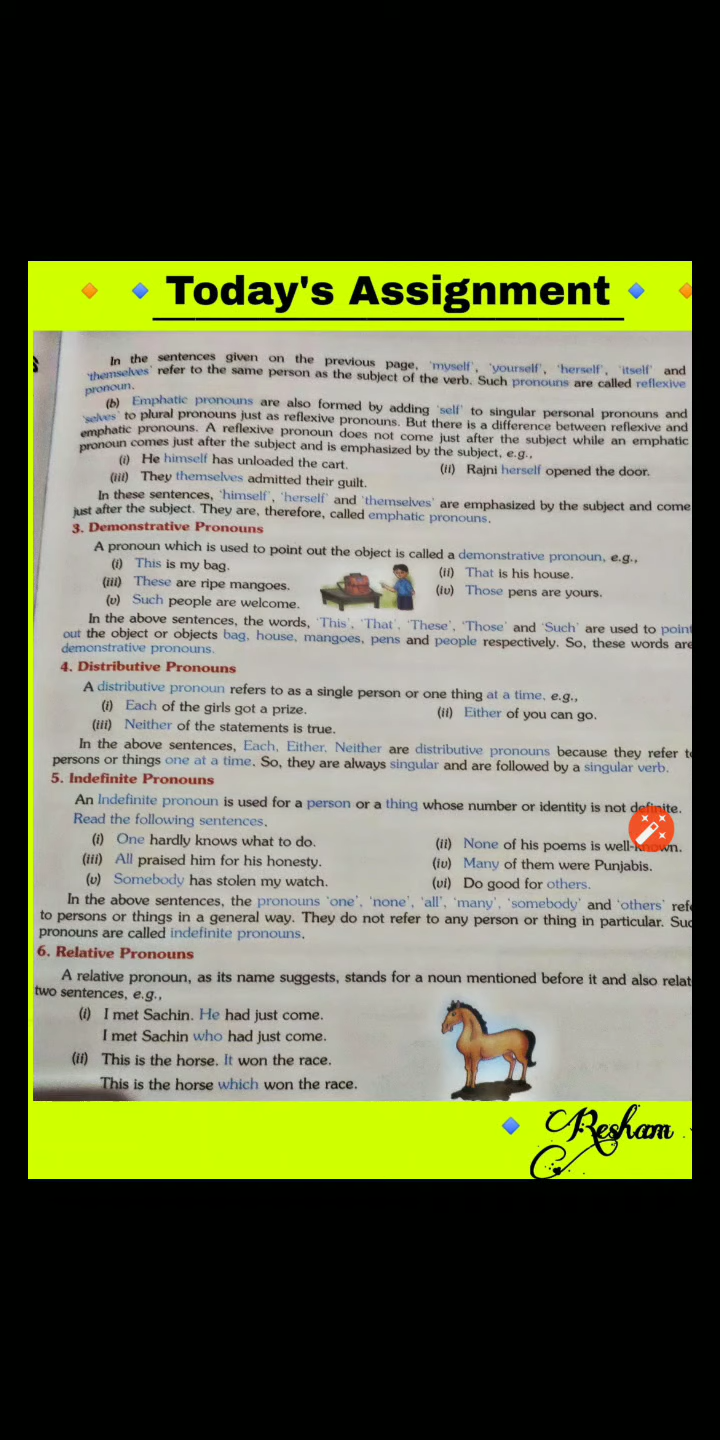 Today's Assignment
In the sentences given on the previous page, 'myself', 'yourself', 'herself', 'itself' and
'themselves' refer to the same person as the subject of the verb. Such pronouns are called reflexive
pronoun.
(b) Emphatic pronouns are also formed by adding 'self' to singular personal pronouns and
'selves' to plural pronouns just as reflexive pronouns. But there is a difference between reflexive and
emphatic pronouns. A reflexive pronoun does not come just after the subject while an emphatic
pronoun comes just after the subject and is emphasized by the subject, e.g.,
(i) He himself has unloaded the cart. (ii) Rajni herself opened the door.
(iii) They themselves admitted their guilt.
In these sentences, 'himself', 'herself' and 'themselves' are emphasized by the subject and come
just after the subject. They are, therefore, called emphatic pronouns.
3. Demonstrative Pronouns
A pronoun which is used to point out the object is called a demonstrative pronoun, e.g.,
(i) This is my bag. (ii) That is his house.
(iii) These are ripe mangoes. (iv) Those pens are yours.
(v) Such people are welcome.
In the above sentences, the words, 'This', 'That', 'These', 'Those' and 'Such' are used to point
out the object or objects bag, house, mangoes, pens and people respectively. So, these words are
demonstrative pronouns.
4. Distributive Pronouns
A distributive pronoun refers to as a single person or one thing at a time, e.g.,
(i) Each of the girls got a prize. (ii) Either of you can go.
(iii) Neither of the statements is true.
In the above sentences, Each, Either, Neither are distributive pronouns because they refer t
persons or things one at a time. So, they are always singular and are followed by a singular verb.
5. Indefinite Pronouns
An Indefinite pronoun is used for a person or a thing whose number or identity is not definite.
Read the following sentences.
(i) One hardly knows what to do. (ii) None of his poems is well-known.
(iii) All praised him for his honesty. (iv) Many of them were Punjabis.
(v) Somebody has stolen my watch. (vi) Do good for others.
In the above sentences, the pronouns 'one', 'none', 'all', 'many', 'somebody' and 'others' refe
to persons or things in a general way. They do not refer to any person or thing in particular. Suc
pronouns are called indefinite pronouns.
6. Relative Pronouns
A relative pronoun, as its name suggests, stands for a noun mentioned before it and also relat
two sentences, e.g.,
(i) I met Sachin. He had just come.
I met Sachin who had just come.
(ii) This is the horse. It won the race.
This is the horse which won the race.
Resham